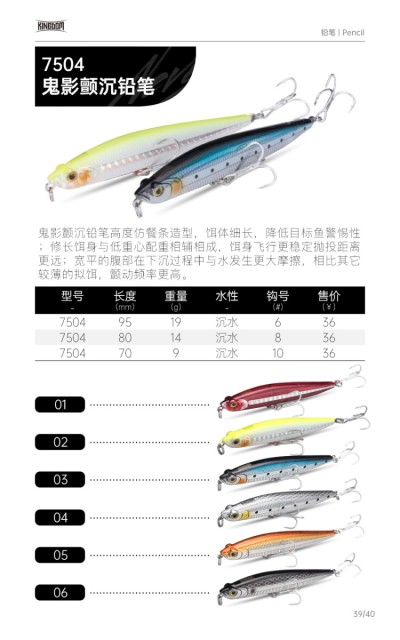 KINGDOM
铅笔 | Pencil
7504
鬼影颤沉铅笔
鬼影颤沉铅笔高度仿餐条造型，饵体细长，降低目标鱼警惕性
；修长饵身与低重心配重相辅相成，饵身飞行更稳定抛投距离
更远；宽平的腹部在下沉过程中与水发生更大摩擦，相比其它
较薄的拟饵，颤动频率更高。
型号 长度 重量 水性 钩号 售价
- (mm) (g) - (#) (￥)
7504 95 19 沉水 6 36
7504 80 14 沉水 8 36
7504 70 9 沉水 10 36
01
02
03
04
05
06
39/40